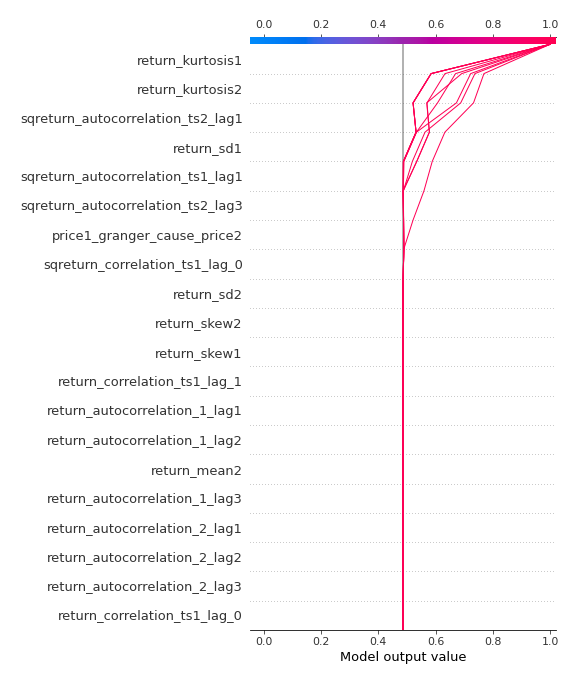 0.0 0.2 0.4 0.6 0.8 1.0
return_kurtosis1
return_kurtosis2
sqreturn_autocorrelation_ts2_lag1
return_sd1
sqreturn_autocorrelation_ts1_lag1
sqreturn_autocorrelation_ts2_lag3
price1_granger_cause_price2
sqreturn_correlation_ts1_lag_0
return_sd2
return_skew2
return_skew1
return_correlation_ts1_lag_1
return_autocorrelation_1_lag1
return_autocorrelation_1_lag2
return_mean2
return_autocorrelation_1_lag3
return_autocorrelation_2_lag1
return_autocorrelation_2_lag2
return_autocorrelation_2_lag3
return_correlation_ts1_lag_0
0.0 0.2 0.4 0.6 0.8 1.0
Model output value